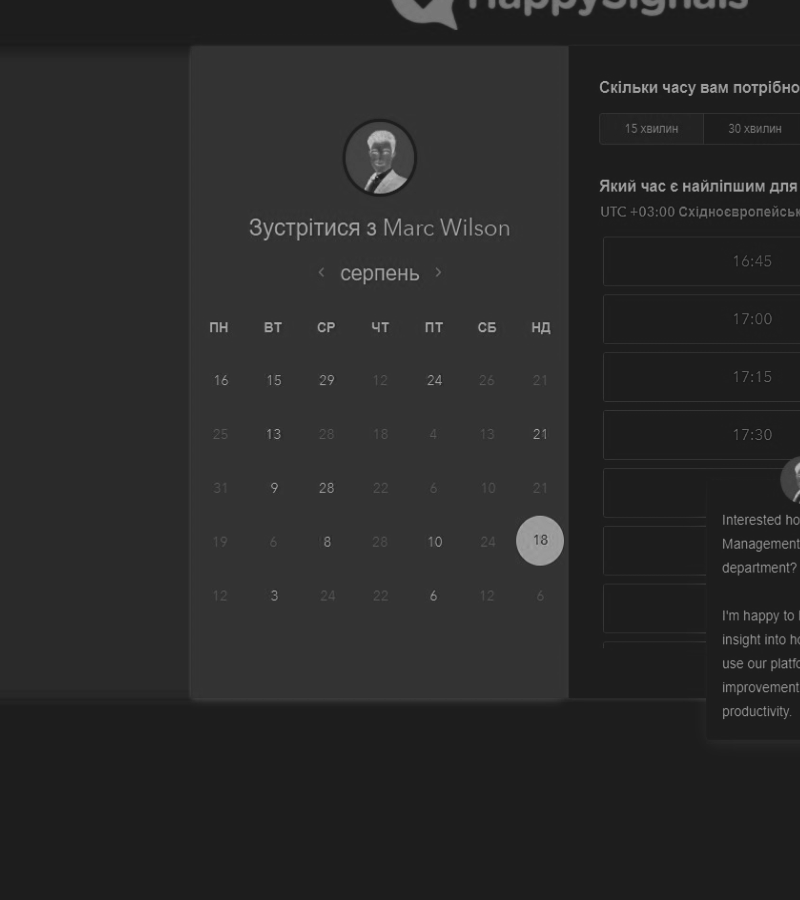 HappySignals
Зустрітися з Marc Wilson
‹ серпень ›
ПН ВТ СР ЧТ ПТ СБ НД
16 15 29 12 24 26 21
25 13 28 18 4 13 21
31 9 28 22 6 10 21
19 6 8 28 10 24 18
12 3 24 22 6 12 6
Скільки часу вам потрібно
15 хвилин 30 хвилин
Який час є найліпшим для
UTC +03:00 Східноєвропейськ
16:45
17:00
17:15
17:30
Interested ho
Management
department?
I'm happy to
insight into ho
use our platfo
improvement
productivity.